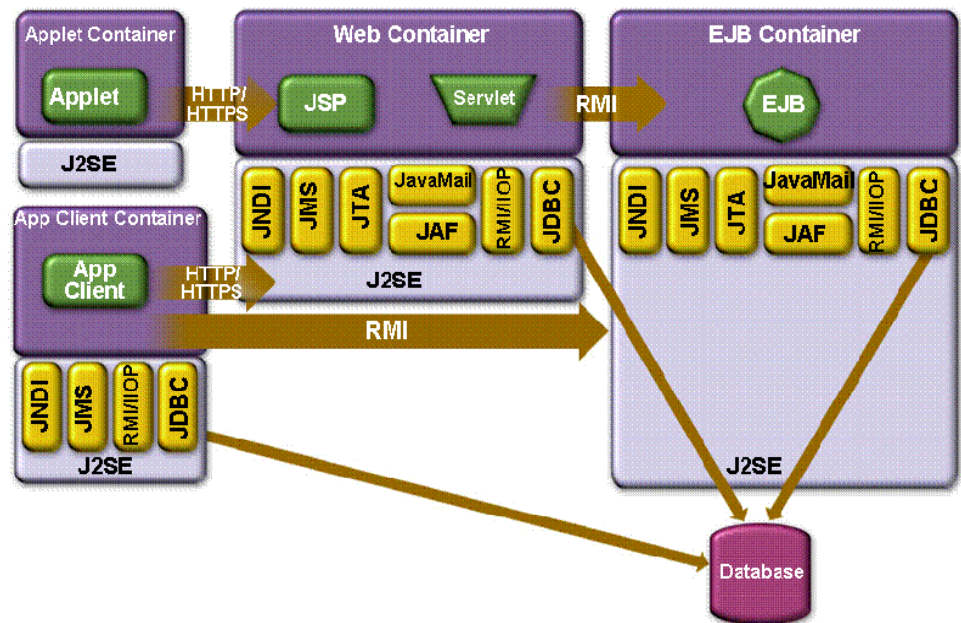 Applet Container
Applet
J2SE
HTTP/
HTTPS
Web Container
JSP
Servlet
RMI
EJB Container
EJB
JNDI
JMS
JTA
JavaMail
JAF
RMI/IIOP
JDBC
J2SE
JNDI
JMS
JTA
JavaMail
JAF
RMI/IIOP
JDBC
J2SE
App Client Container
App
Client
HTTP/
HTTPS
RMI
JNDI
JMS
RMI/IIOP
JDBC
J2SE
Database